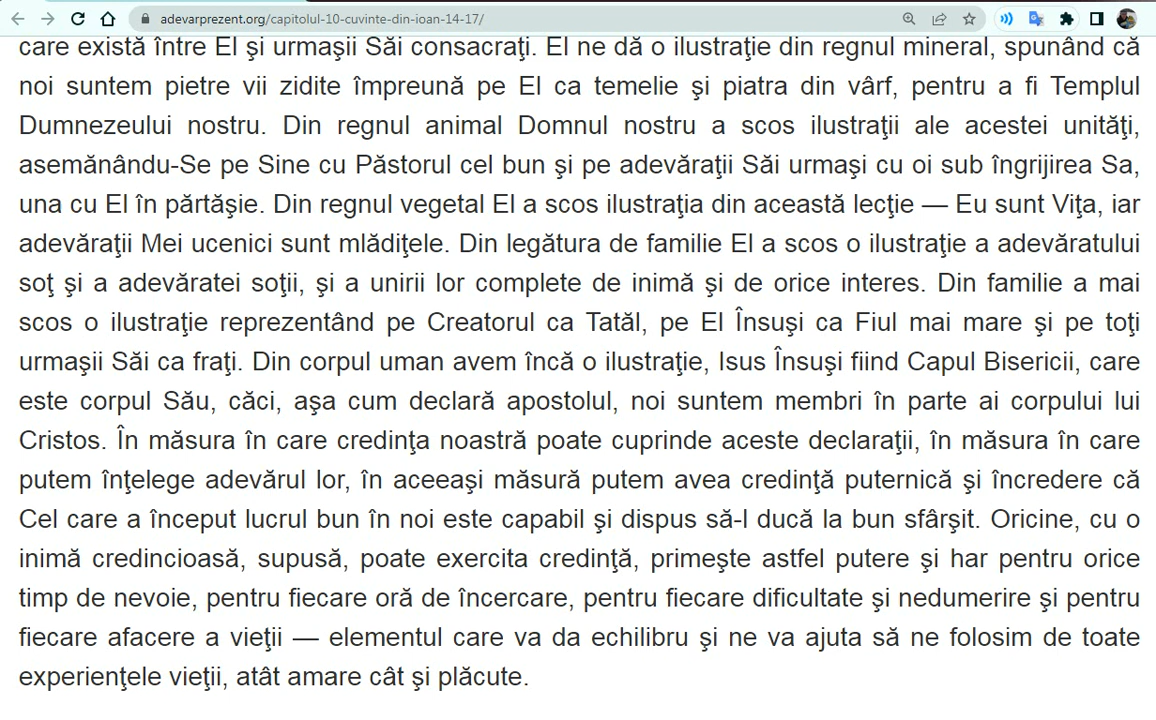 adevarprezent.org/capitolul-10-cuvinte-din-ioan-14-17/
care există între El şi urmaşii Săi consacraţi. El ne dă o ilustraţie din regnul mineral, spunând că
noi suntem pietre vii zidite împreună pe El ca temelie şi piatra din vârf, pentru a fi Templul
Dumnezeului nostru. Din regnul animal Domnul nostru a scos ilustraţii ale acestei unităţi,
asemănându-Se pe Sine cu Păstorul cel bun şi pe adevăraţii Săi urmaşi cu oi sub îngrijirea Sa,
una cu El în părtăşie. Din regnul vegetal El a scos ilustraţia din această lecţie — Eu sunt Viţa, iar
adevăraţii Mei ucenici sunt mlădiţele. Din legătura de familie El a scos o ilustraţie a adevăratului
soţ şi a adevăratei soţii, şi a unirii lor complete de inimă şi de orice interes. Din familie a mai
scos o ilustraţie reprezentând pe Creatorul ca Tatăl, pe El Însuşi ca Fiul mai mare şi pe toţi
urmaşii Săi ca fraţi. Din corpul uman avem încă o ilustraţie, Isus Însuşi fiind Capul Bisericii, care
este corpul Său, căci, aşa cum declară apostolul, noi suntem membri în parte ai corpului lui
Cristos. În măsura în care credinţa noastră poate cuprinde aceste declaraţii, în măsura în care
putem înţelege adevărul lor, în aceeaşi măsură putem avea credinţă puternică şi încredere că
Cel care a început lucrul bun în noi este capabil şi dispus să-l ducă la bun sfârşit. Oricine, cu o
inimă credincioasă, supusă, poate exercita credinţă, primeşte astfel putere şi har pentru orice
timp de nevoie, pentru fiecare oră de încercare, pentru fiecare dificultate şi nedumerire şi pentru
fiecare afacere a vieţii — elementul care va da echilibru şi ne va ajuta să ne folosim de toate
experienţele vieţii, atât amare cât şi plăcute.